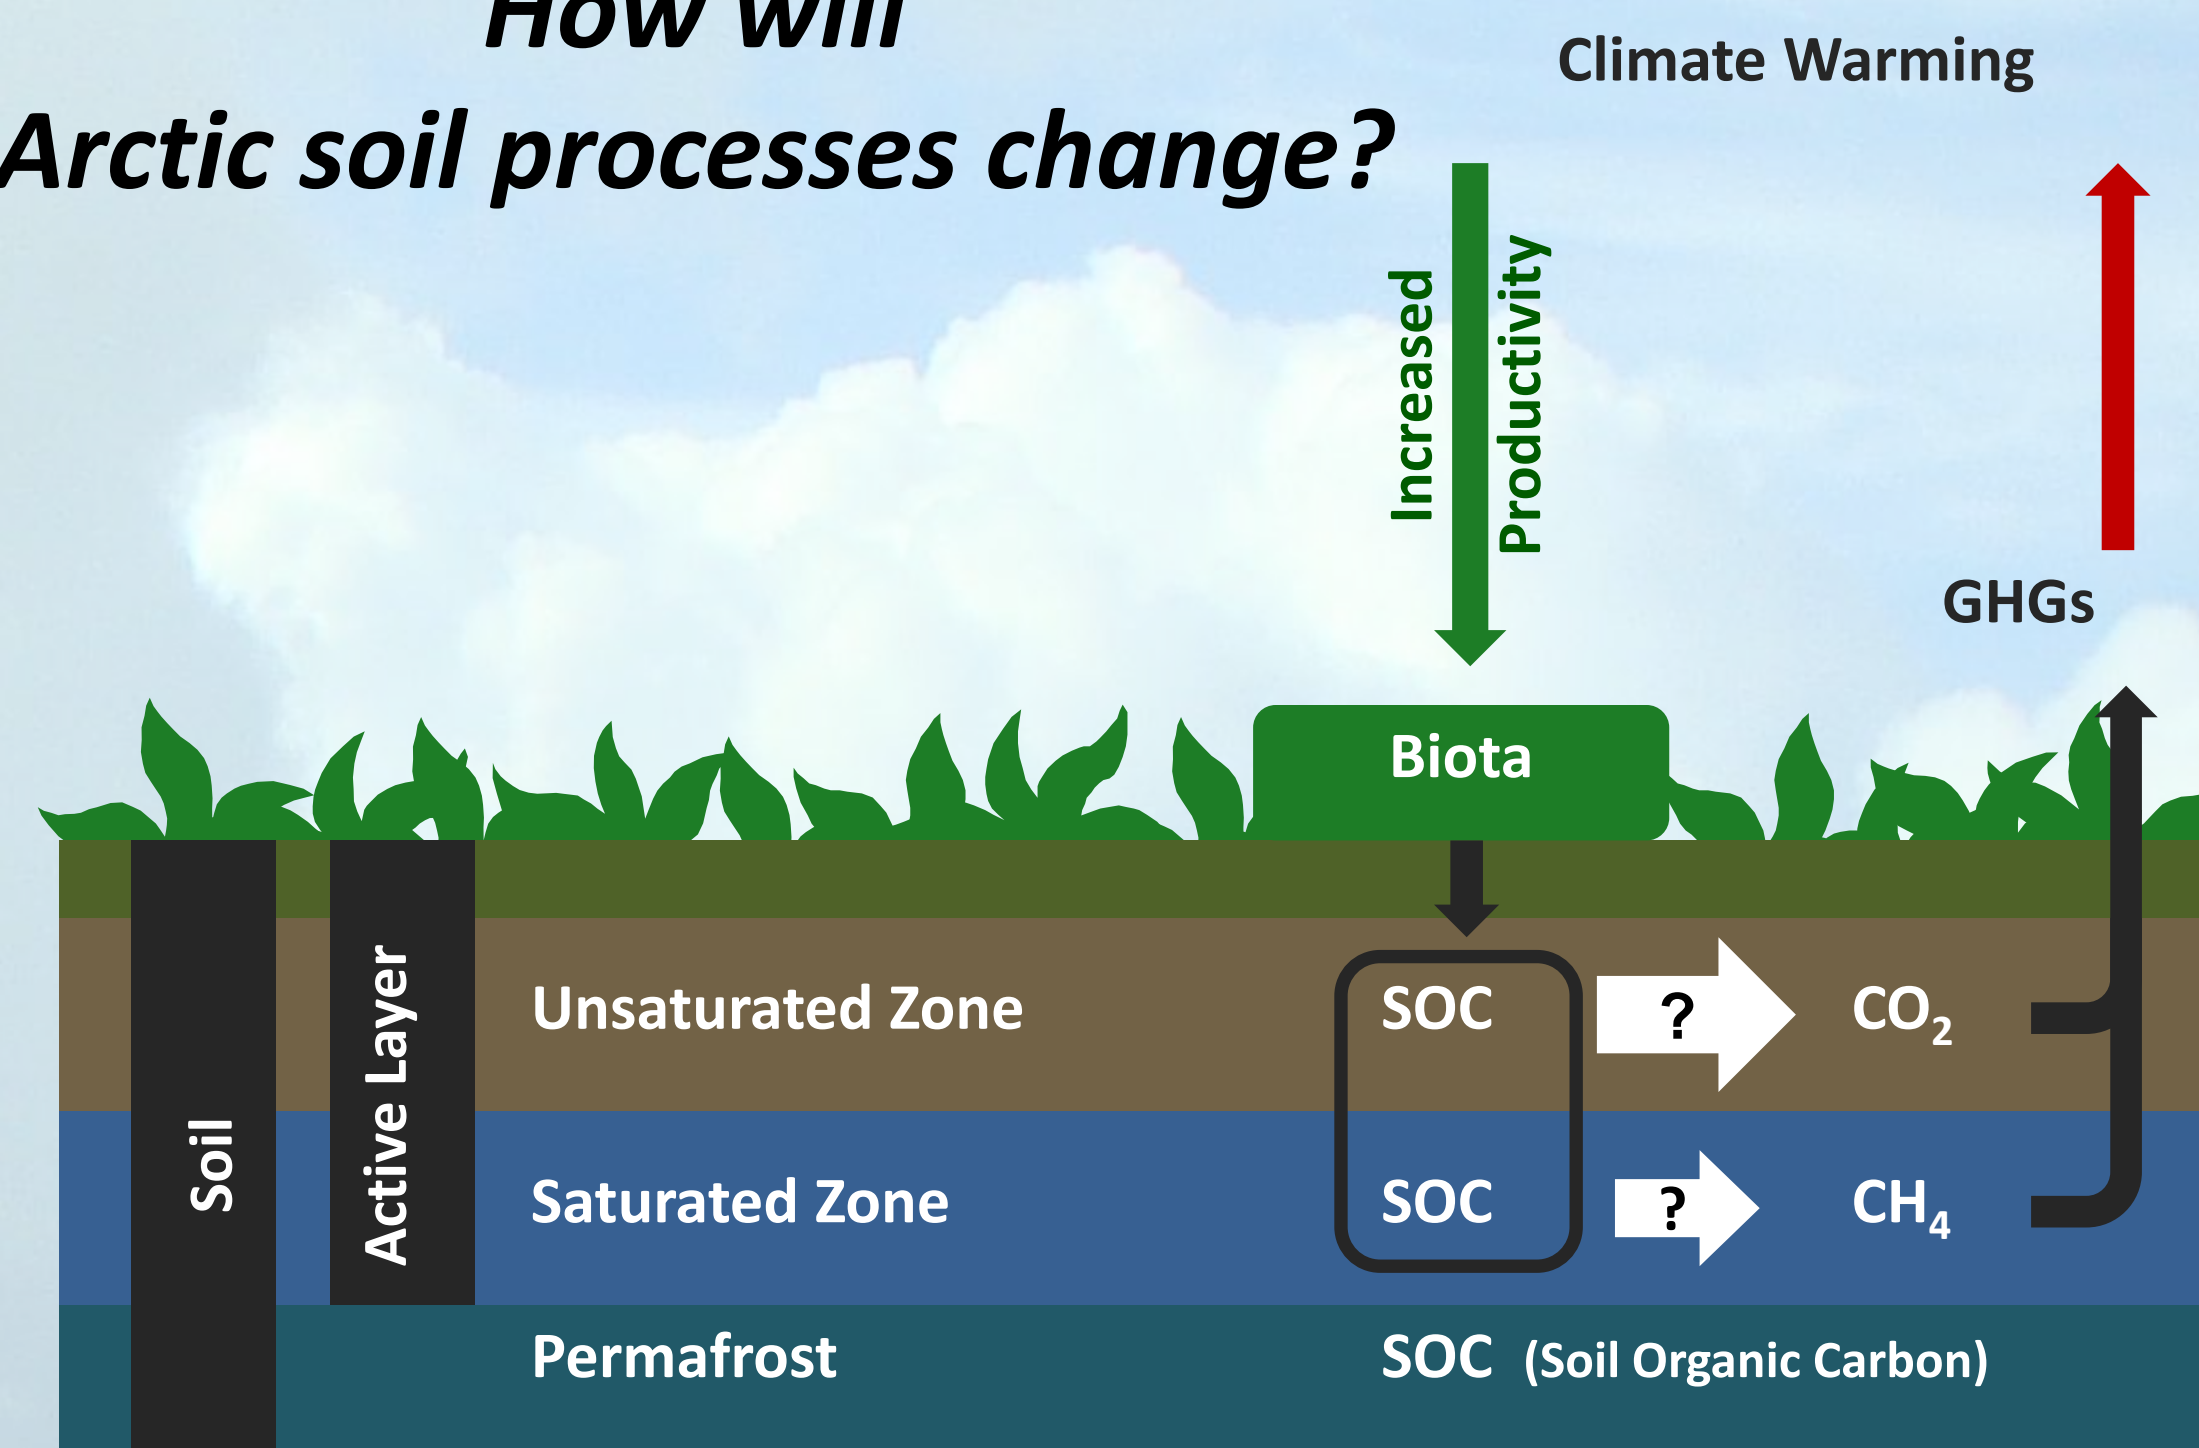 How will
Arctic soil processes change?
Climate Warming
Increased
Productivity
GHGs
Biota
Soil
Active Layer
Unsaturated Zone
SOC
?
CO₂
Saturated Zone
SOC
?
CH₄
Permafrost
SOC (Soil Organic Carbon)